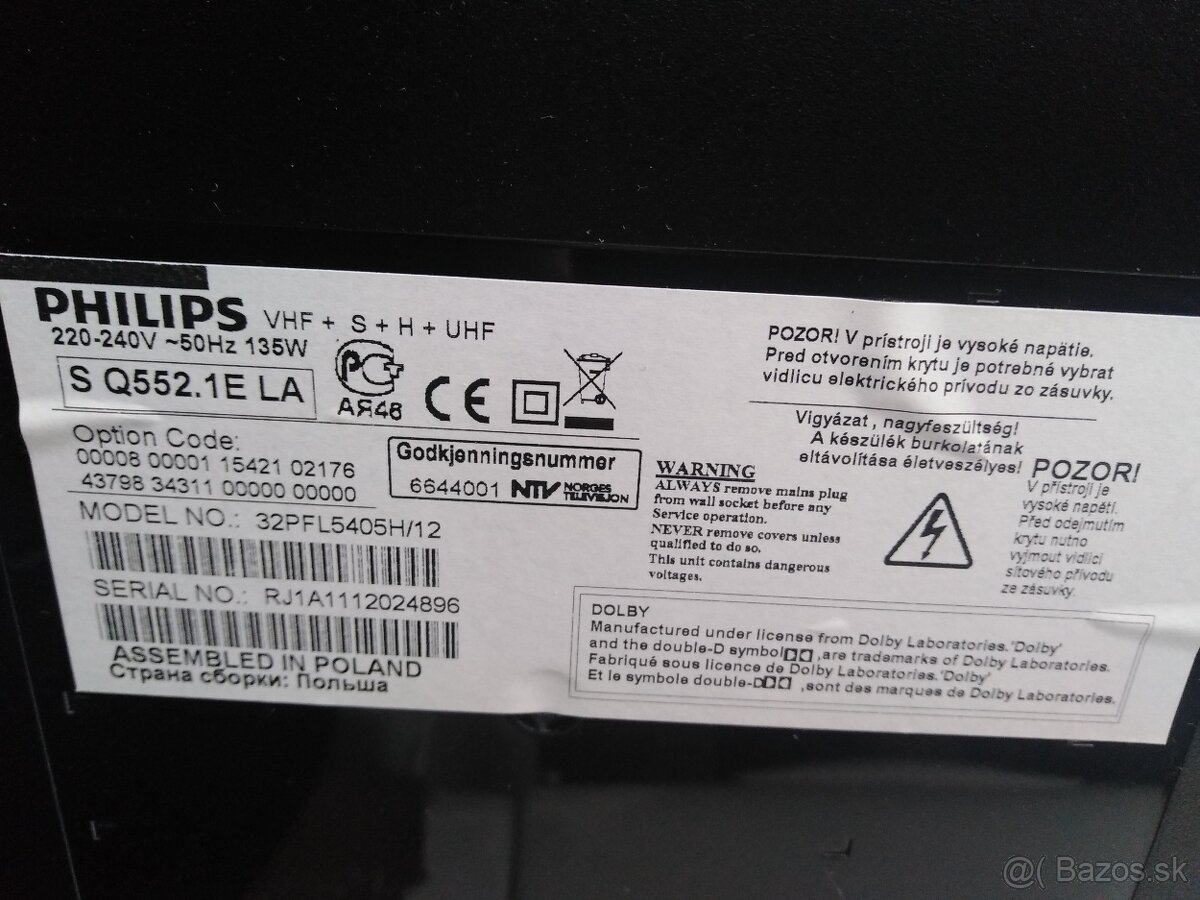 PHILIPS VHF + S + H + UHF
220-240V ~50Hz 135W
S Q552.1E LA
АЯ46
CE
Option Code:
00008 00001 15421 02176
43798 34311 00000 00000
Godkjenningsnummer
6644001 NTV NORGES TELEVISJON
MODEL NO.: 32PFL5405H/12
SERIAL NO.: RJ1A1112024896
ASSEMBLED IN POLAND
Страна сборки: Польша
POZOR! V prístroji je vysoké napätie.
Pred otvorením krytu je potrebné vybrat
vidlicu elektrického prívodu zo zásuvky.
Vigyázat, nagyfeszültség!
A készülék burkolatának
eltávolítása életveszélyes!
WARNING
ALWAYS remove mains plug
from wall socket before any
Service operation.
NEVER remove covers unless
qualified to do so.
This unit contains dangerous
voltages.
POZOR!
V přístroji je
vysoké napětí.
Před odejmutím
krytu nutno
vyjmout vidlici
síťového přívodu
ze zásuvky.
DOLBY
Manufactured under license from Dolby Laboratories.'Dolby'
and the double-D symbol ,are trademarks of Dolby Laboratories.
Fabriqué sous licence de Dolby Laboratories.'Dolby'
Et le symbole double-D ,sont des marques de Dolby Laboratories.
@( Bazos.sk